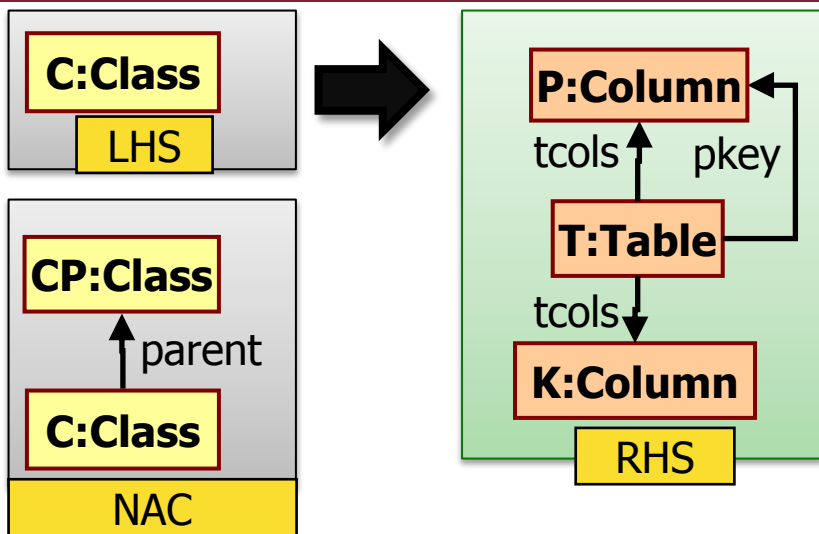 C:Class
LHS
CP:Class
parent
C:Class
NAC
P:Column
tcols
pkey
T:Table
tcols
K:Column
RHS